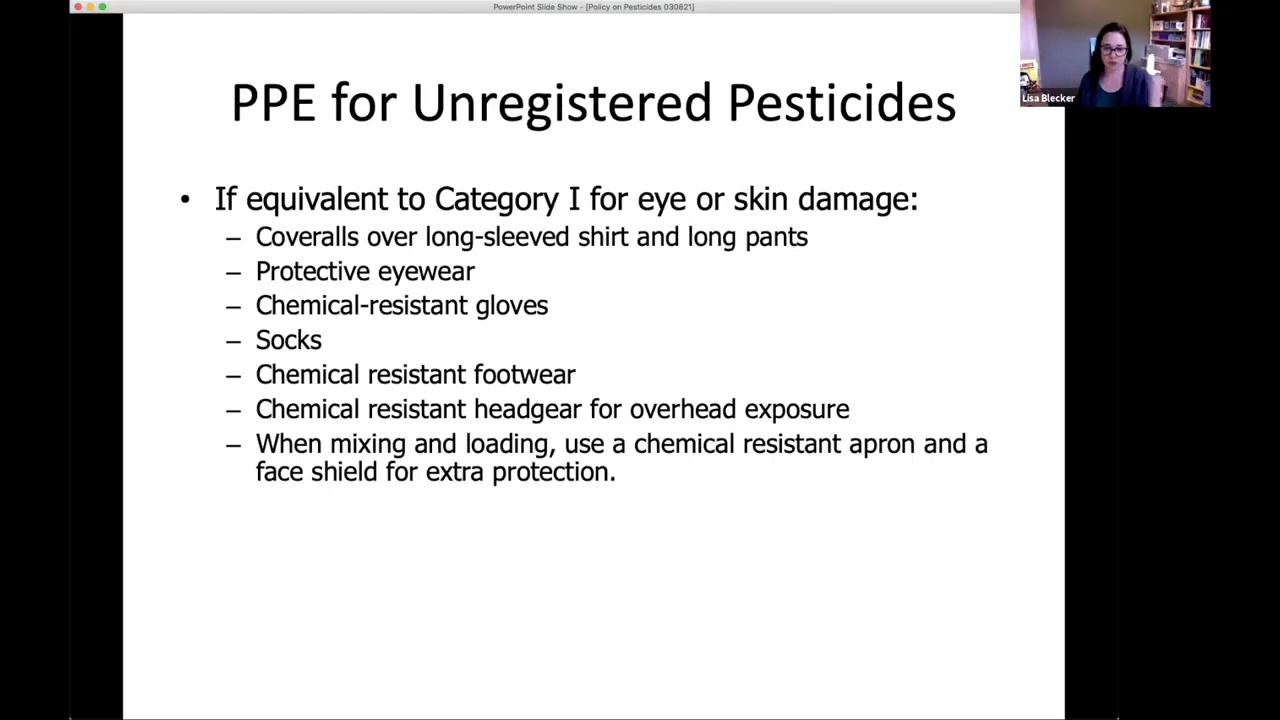 PowerPoint Slide Show - [Policy on Pesticides 030821]
Lisa Blecker
PPE for Unregistered Pesticides
• If equivalent to Category I for eye or skin damage:
– Coveralls over long-sleeved shirt and long pants
– Protective eyewear
– Chemical-resistant gloves
– Socks
– Chemical resistant footwear
– Chemical resistant headgear for overhead exposure
– When mixing and loading, use a chemical resistant apron and a
face shield for extra protection.